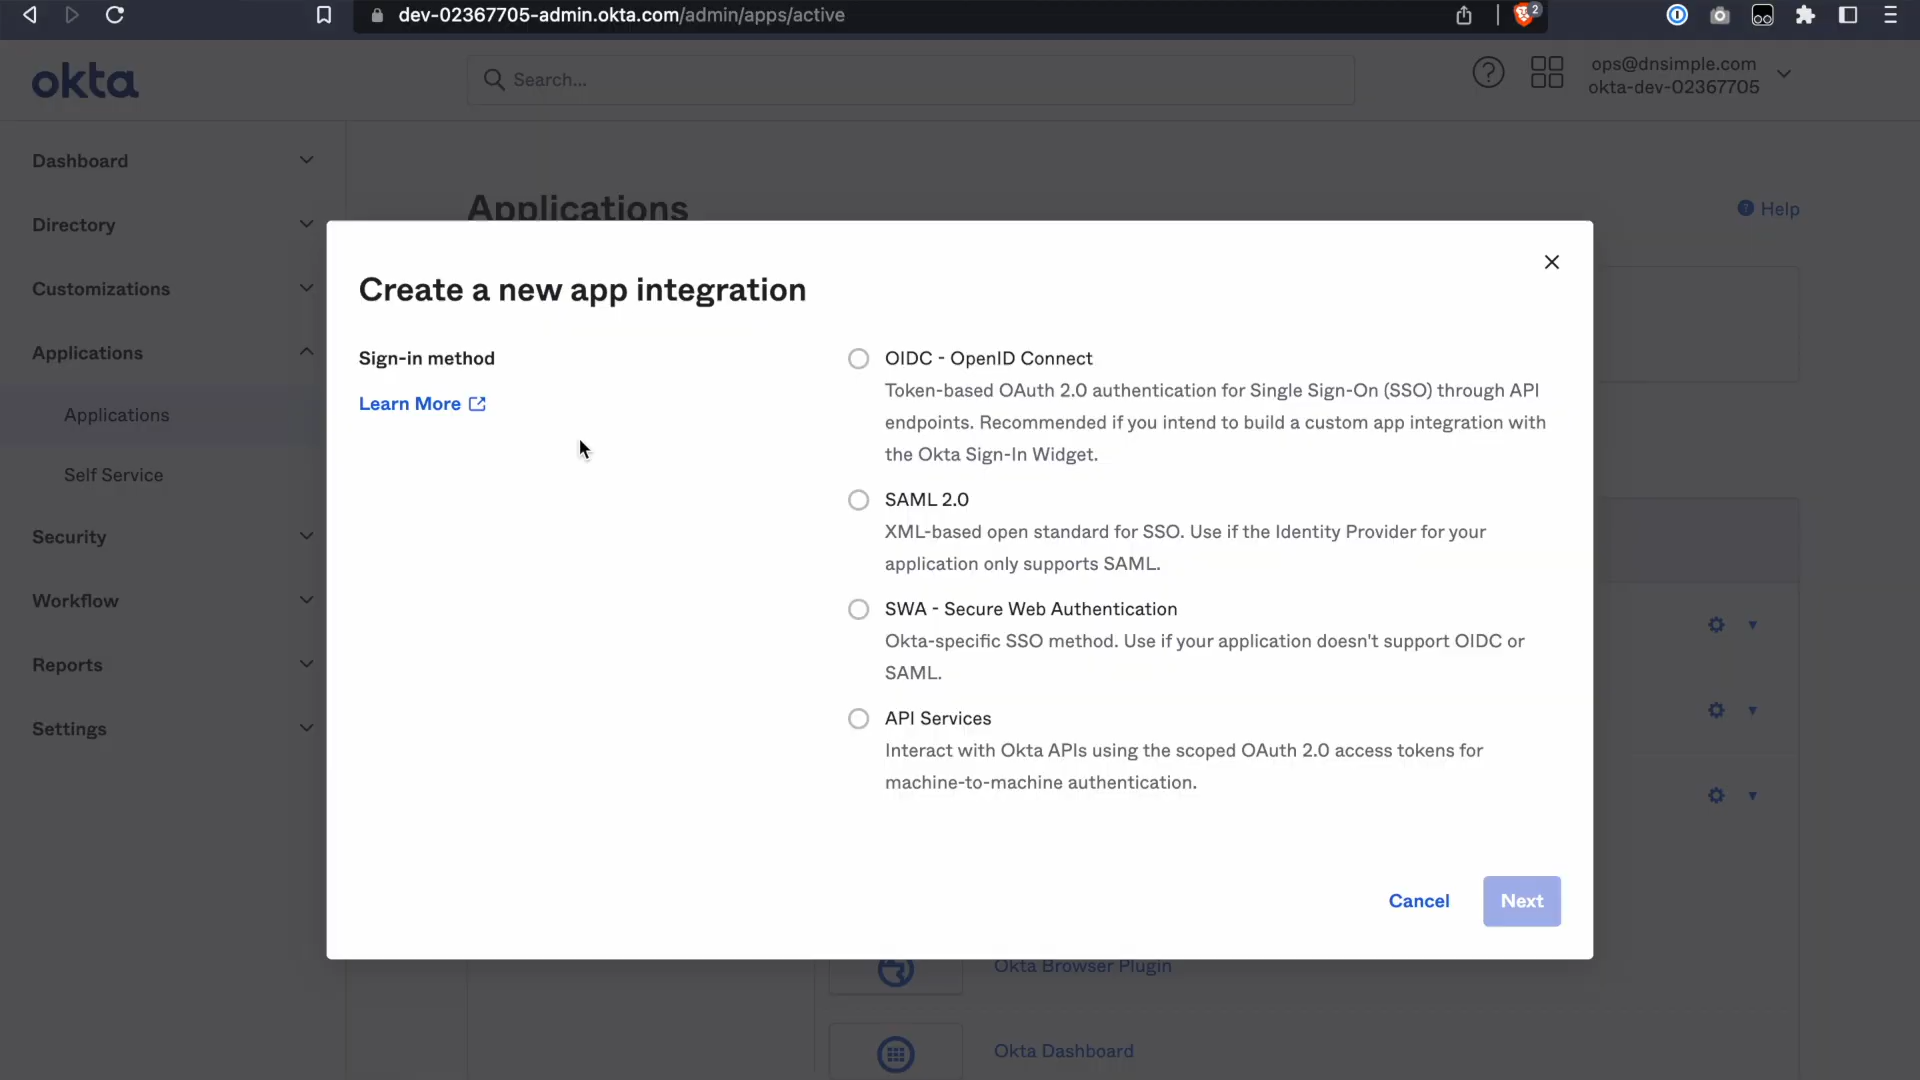 dev-02367705-admin.okta.com/admin/apps/active
2
okta
Search...
ops@dnsimple.com
okta-dev-02367705
Dashboard
Directory
Customizations
Applications
Applications
Self Service
Security
Workflow
Reports
Settings
Applications
Help
Create a new app integration
Sign-in method
Learn More
OIDC - OpenID Connect
Token-based OAuth 2.0 authentication for Single Sign-On (SSO) through API
endpoints. Recommended if you intend to build a custom app integration with
the Okta Sign-In Widget.
SAML 2.0
XML-based open standard for SSO. Use if the Identity Provider for your
application only supports SAML.
SWA - Secure Web Authentication
Okta-specific SSO method. Use if your application doesn't support OIDC or
SAML.
API Services
Interact with Okta APIs using the scoped OAuth 2.0 access tokens for
machine-to-machine authentication.
Cancel
Next
Okta Browser Plugin
Okta Dashboard